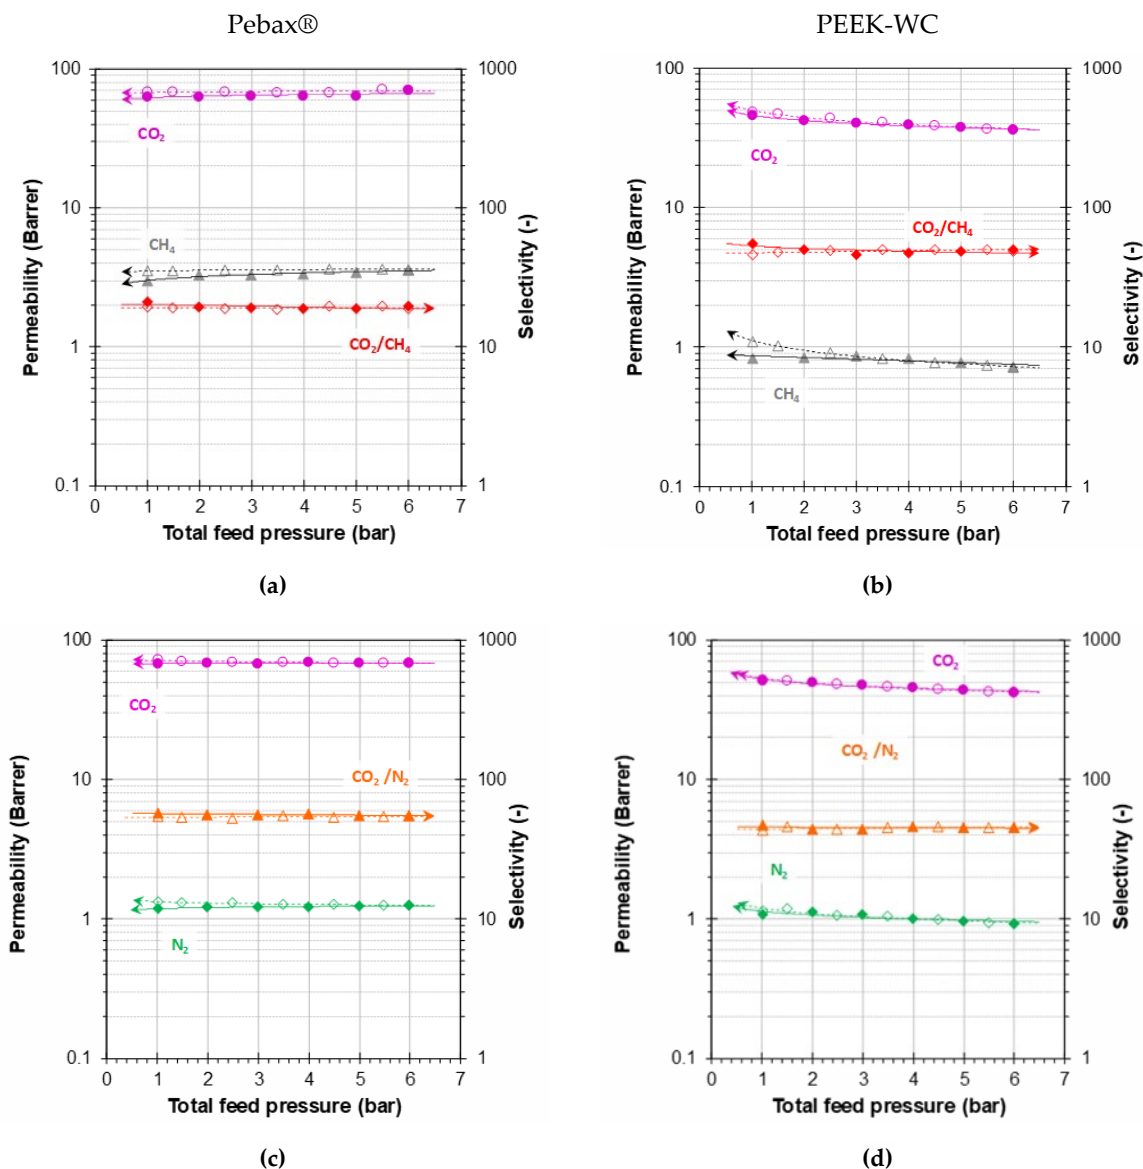 Pebax® PEEK-WC
100 1000 100 1000
CO₂ CO₂
10 100 10 100
CH₄ CO₂/CH₄
1 10 1 10
CO₂/CH₄ CH₄
0.1 1 0.1 1
0 1 2 3 4 5 6 7 0 1 2 3 4 5 6 7
Permeability (Barrer) Selectivity (-) Permeability (Barrer) Selectivity (-)
Total feed pressure (bar) Total feed pressure (bar)
(a) (b)
100 1000 100 1000
CO₂ CO₂
CO₂ /N₂ CO₂ /N₂
10 100 10 100
N₂ N₂
1 10 1 10
0.1 1 0.1 1
0 1 2 3 4 5 6 7 0 1 2 3 4 5 6 7
Permeability (Barrer) Selectivity (-) Permeability (Barrer) Selectivity (-)
Total feed pressure (bar) Total feed pressure (bar)
(c) (d)